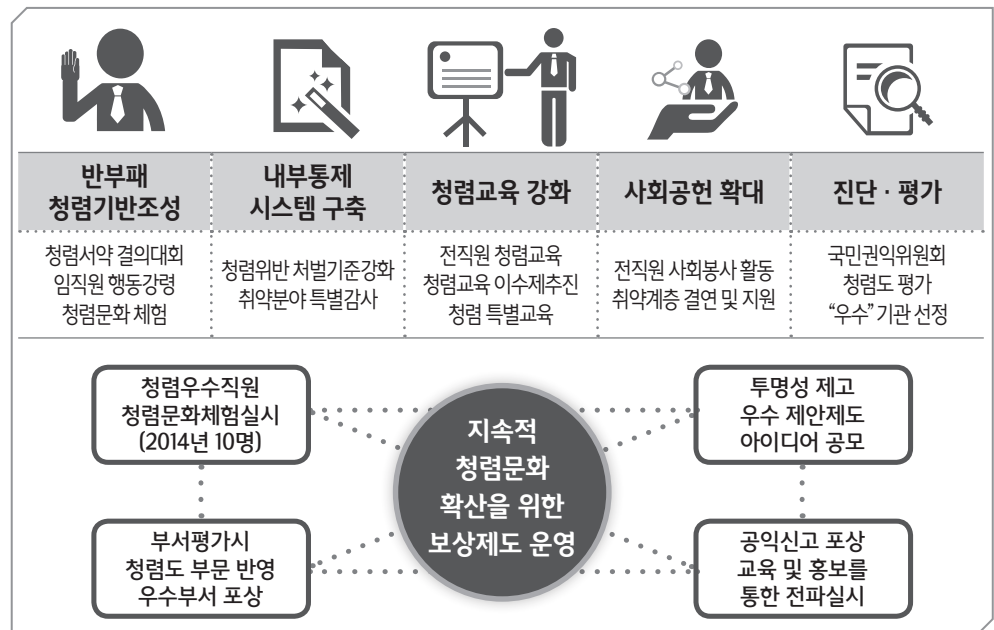 반부패
청렴기반조성
내부통제
시스템 구축
청렴교육 강화
사회공헌 확대
진단 · 평가
청렴서약 결의대회
임직원 행동강령
청렴문화 체험
청렴위반 처벌기준강화
취약분야 특별감사
전직원 청렴교육
청렴교육 이수제추진
청렴 특별교육
전직원 사회봉사 활동
취약계층 결연 및 지원
국민권익위원회
청렴도 평가
“우수” 기관 선정
청렴우수직원
청렴문화체험실시
(2014년 10명)
지속적
청렴문화
확산을 위한
보상제도 운영
투명성 제고
우수 제안제도
아이디어 공모
부서평가시
청렴도 부문 반영
우수부서 포상
공익신고 포상
교육 및 홍보를
통한 전파실시